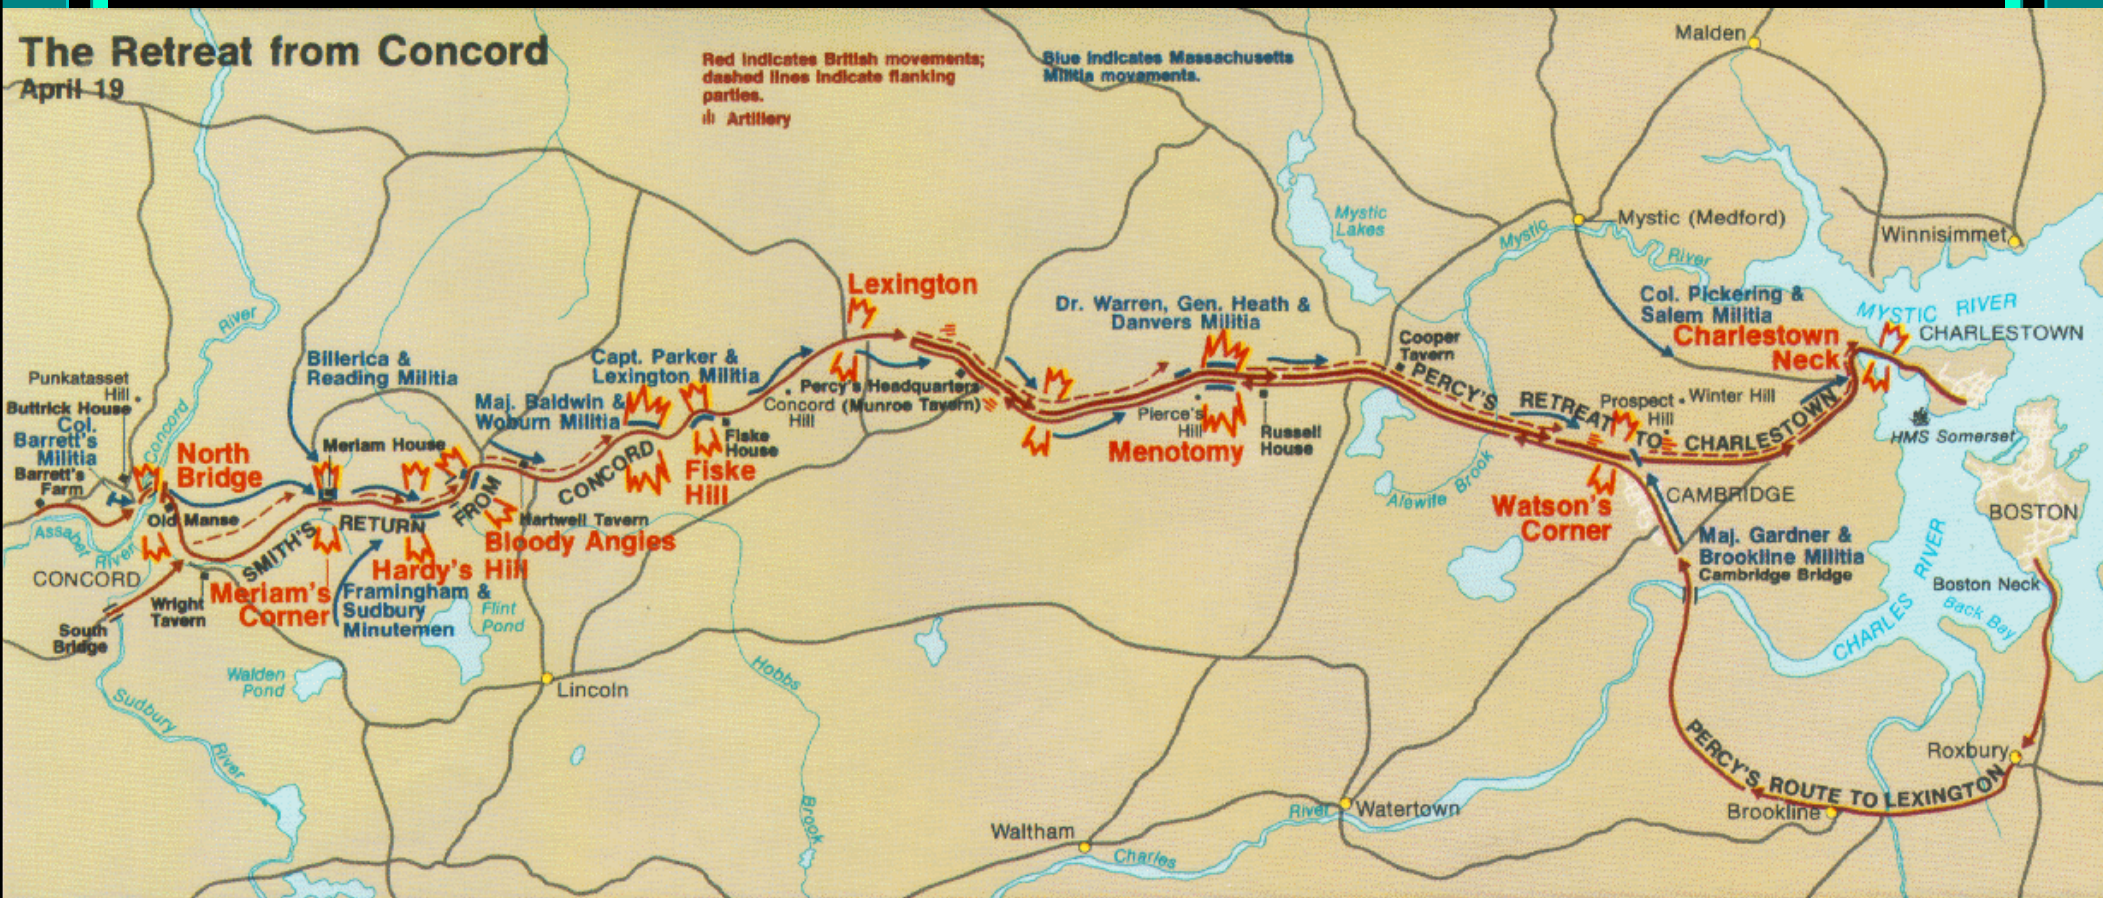 The Retreat from Concord
April 19
Red indicates British movements;
dashed lines indicate flanking
parties.
Artillery
Blue indicates Massachusetts
Militia movements.
Malden
Mystic (Medford)
Winnisimmet
Mystic
Lakes
Mystic
River
Col. Pickering &
Salem Militia
MYSTIC RIVER
Charlestown
Neck
CHARLESTOWN
Lexington
Dr. Warren, Gen. Heath &
Danvers Militia
Cooper
Tavern
River
Billerica &
Reading Militia
Capt. Parker &
Lexington Militia
Percy's Headquarters
(Munroe Tavern)
Concord
Hill
Punkatasset
Hill
Buttrick House
Col.
Barrett's
Militia
Barrett's
Farm
Concord
North
Bridge
Maj. Baldwin &
Woburn Militia
Meriam House
Fiske
House
Fiske
Hill
Pierce's
Hill
Menotomy
Russell
House
PERCY'S RETREAT TO CHARLESTOWN
Prospect
Hill
Winter Hill
HMS Somerset
Old Manse
SMITH'S RETURN FROM CONCORD
Hartwell Tavern
Bloody Angles
Hardy's Hill
Alewife Brook
Watson's
Corner
CAMBRIDGE
BOSTON
Assabet
River
CONCORD
Wright
Tavern
Meriam's
Corner
Framingham &
Sudbury
Minutemen
Flint
Pond
South
Bridge
Maj. Gardner &
Brookline Militia
Cambridge Bridge
CHARLES RIVER
Boston Neck
Back Bay
Walden
Pond
Lincoln
Sudbury
River
Hobbs
Brook
PERCY'S ROUTE TO LEXINGTON
Roxbury
Brookline
Waltham
Charles
River
Watertown